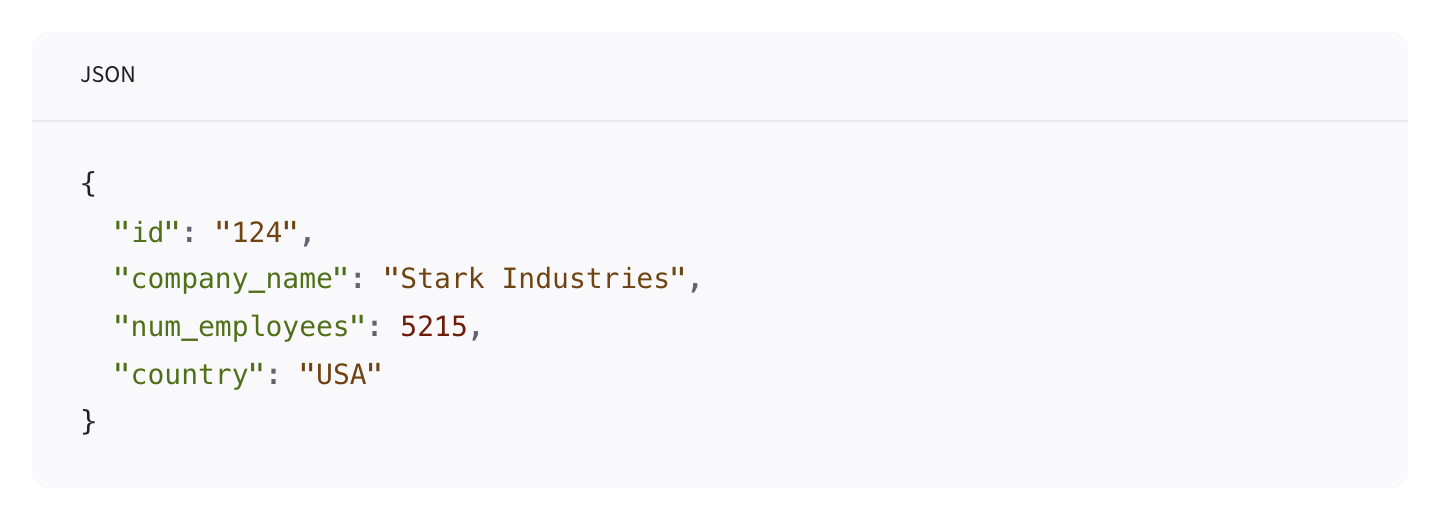 JSON
{
  "id": "124",
  "company_name": "Stark Industries",
  "num_employees": 5215,
  "country": "USA"
}